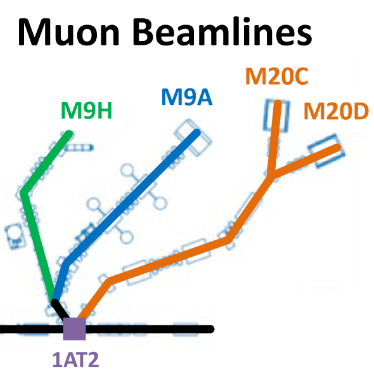 Muon Beamlines
M20C
M9A
M9H
M20D
1AT2